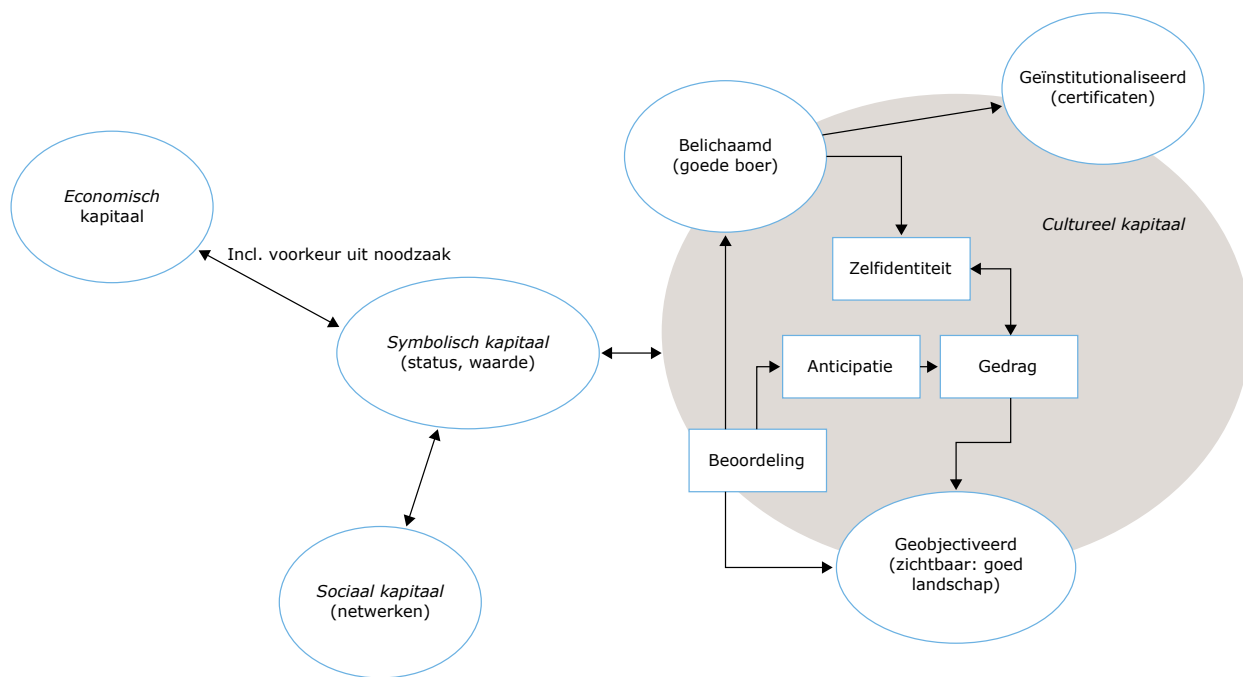 Geïnstitutionaliseerd
(certificaten)
Belichaamd
(goede boer)
Economisch
kapitaal
Cultureel kapitaal
Incl. voorkeur uit noodzaak
Zelfidentiteit
Symbolisch kapitaal
(status, waarde)
Anticipatie
Gedrag
Beoordeling
Geobjectiveerd
(zichtbaar: goed
landschap)
Sociaal kapitaal
(netwerken)